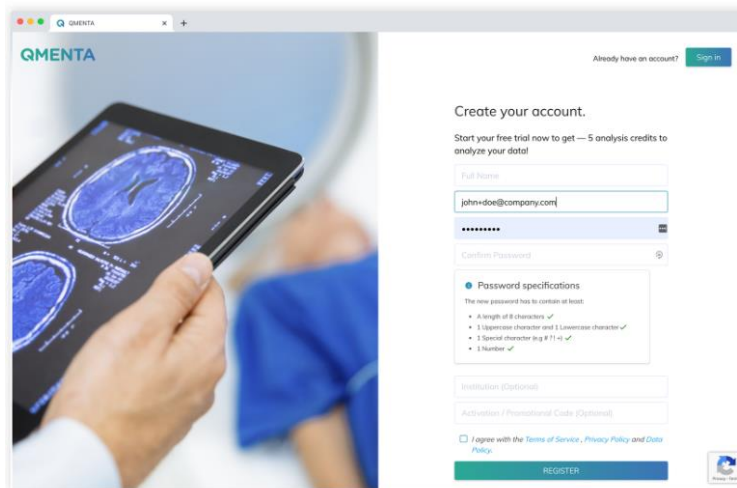 QMENTA
QMENTA
Already have an account?
Sign in
Create your account.
Start your free trial now to get — 5 analysis credits to
analyze your data!
Full Name
john+doe@company.com
•••••••••
Confirm Password
Password specifications
The new password has to contain at least:
A length of 8 characters ✓
1 Uppercase character and 1 Lowercase character ✓
1 Special character (e.g # ? ! =) ✓
1 Number ✓
Institution (Optional)
Activation / Promotional Code (Optional)
I agree with the Terms of Service , Privacy Policy and Data
Policy.
REGISTER